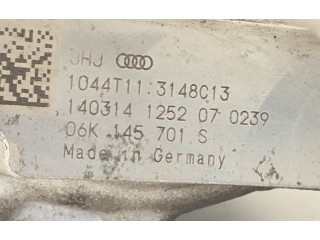 JHJ
1044T11.3148C13
140314 1252 07 0239
06K 145 701 S
Made in Germany